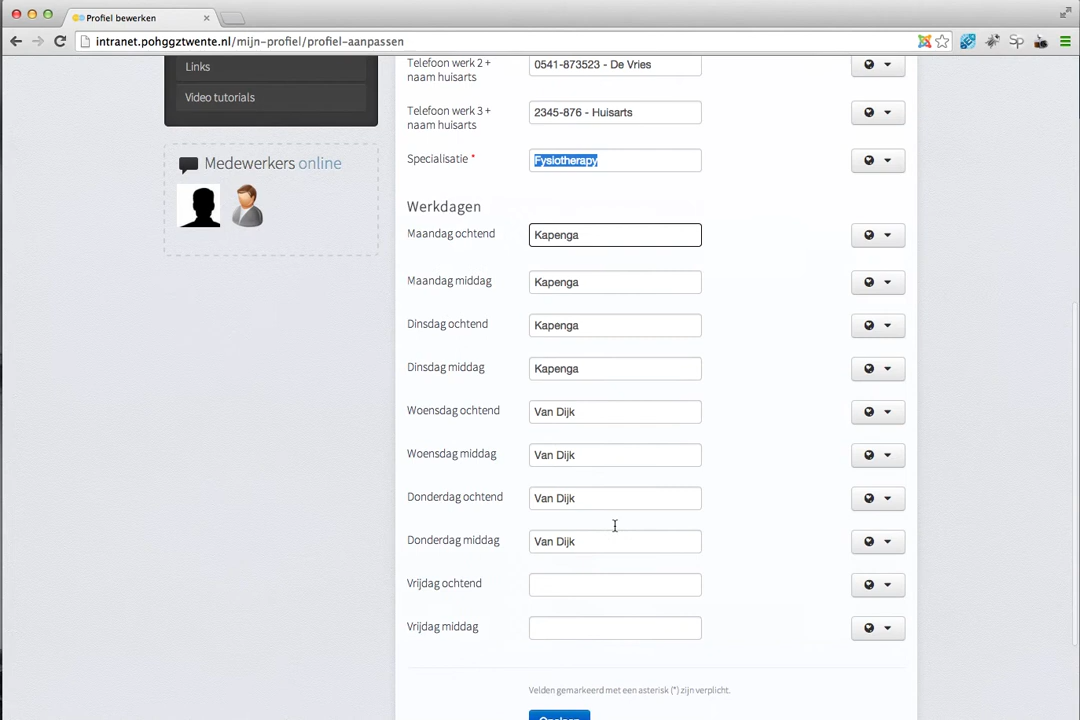 Profiel bewerken
intranet.pohggztwente.nl/mijn-profiel/profiel-aanpassen
Links
Video tutorials
Medewerkers online
Telefoon werk 2 +
naam huisarts
0541-873523 - De Vries
Telefoon werk 3 +
naam huisarts
2345-876 - Huisarts
Specialisatie *
Fysiotherapy
Werkdagen
Maandag ochtend
Kapenga
Maandag middag
Kapenga
Dinsdag ochtend
Kapenga
Dinsdag middag
Kapenga
Woensdag ochtend
Van Dijk
Woensdag middag
Van Dijk
Donderdag ochtend
Van Dijk
Donderdag middag
Van Dijk
Vrijdag ochtend
Vrijdag middag
Velden gemarkeerd met een asterisk (*) zijn verplicht.